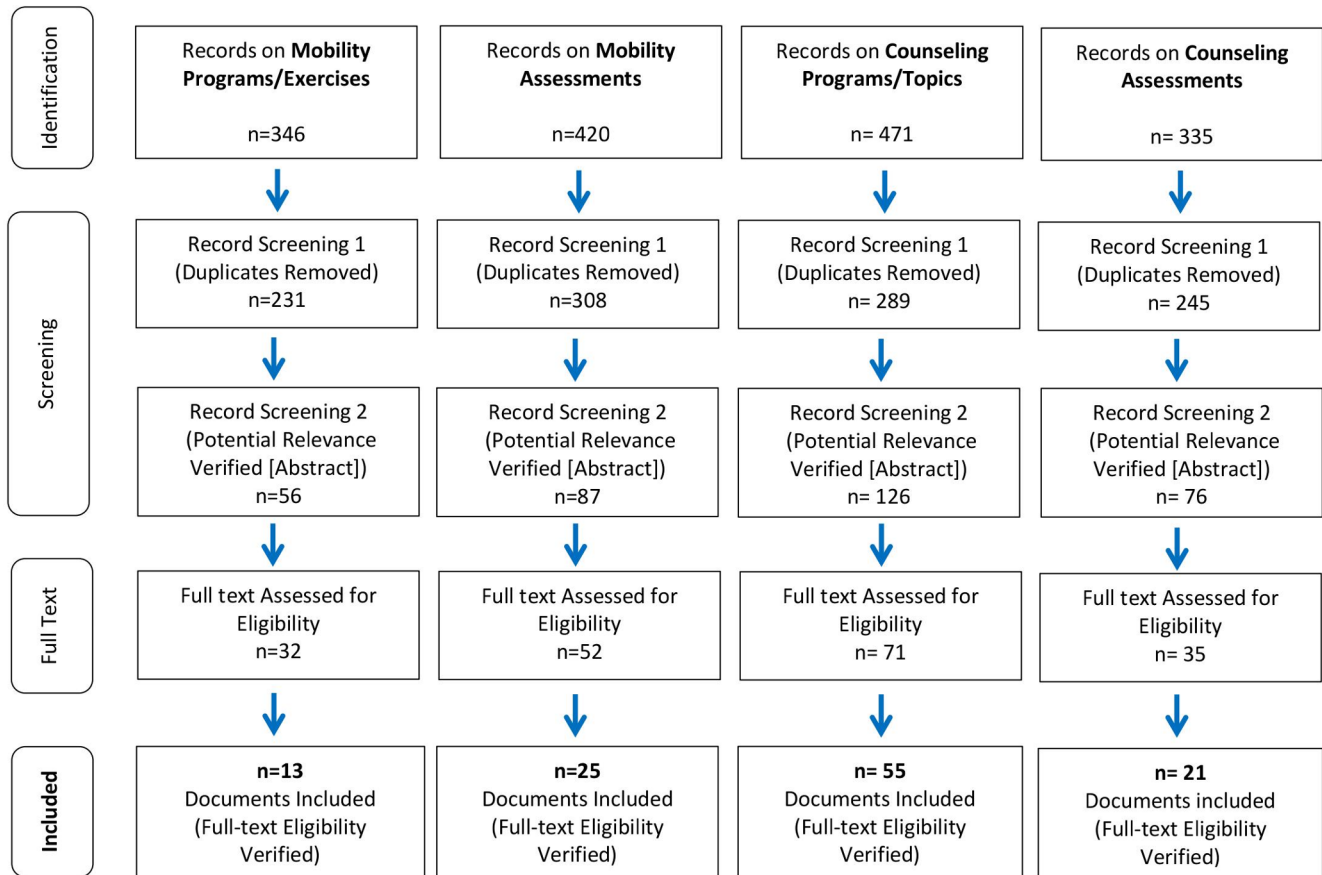 Identification
Records on Mobility
Programs/Exercises
n=346
Records on Mobility
Assessments
n=420
Records on Counseling
Programs/Topics
n= 471
Records on Counseling
Assessments
n= 335
Screening
Record Screening 1
(Duplicates Removed)
n=231
Record Screening 1
(Duplicates Removed)
n=308
Record Screening 1
(Duplicates Removed)
n= 289
Record Screening 1
(Duplicates Removed)
n= 245
Record Screening 2
(Potential Relevance
Verified [Abstract])
n=56
Record Screening 2
(Potential Relevance
Verified [Abstract])
n=87
Record Screening 2
(Potential Relevance
Verified [Abstract])
n= 126
Record Screening 2
(Potential Relevance
Verified [Abstract])
n= 76
Full Text
Full text Assessed for
Eligibility
n=32
Full text Assessed for
Eligibility
n=52
Full text Assessed for
Eligibility
n= 71
Full text Assessed for
Eligibility
n= 35
Included
n=13
Documents Included
(Full-text Eligibility
Verified)
n=25
Documents Included
(Full-text Eligibility
Verified)
n= 55
Documents Included
(Full-text Eligibility
Verified)
n= 21
Documents included
(Full-text Eligibility
Verified)